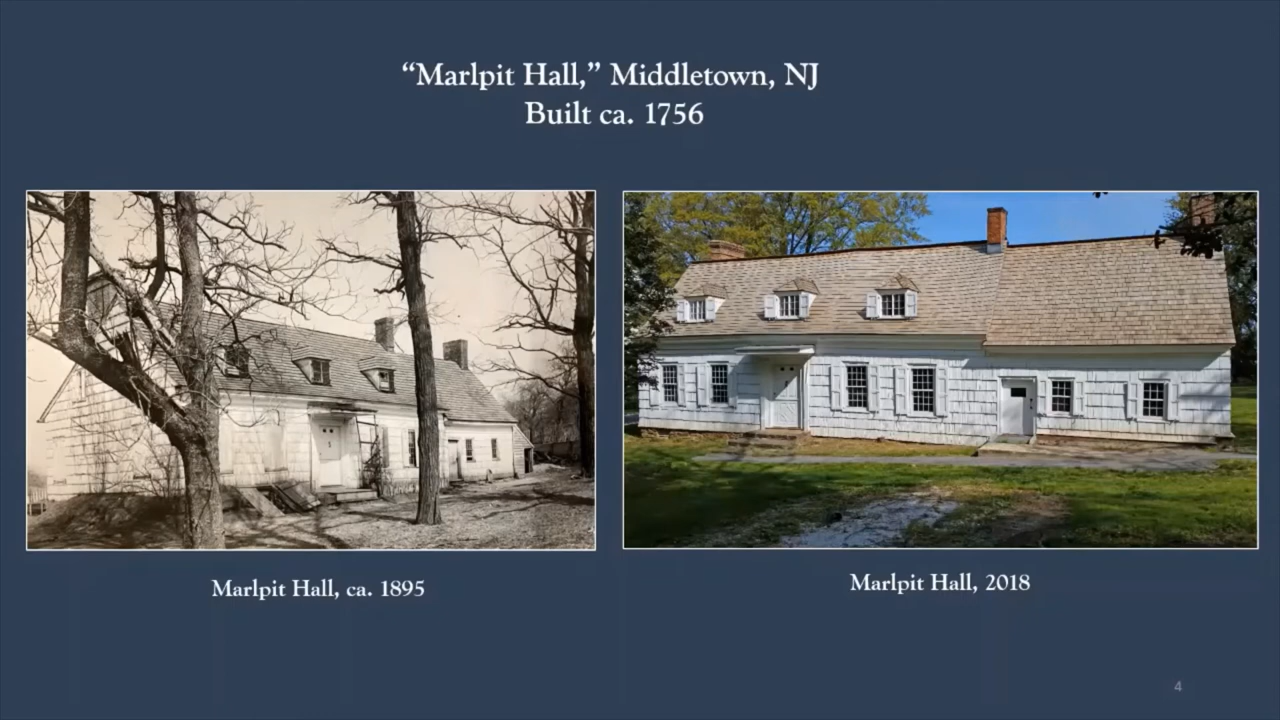 “Marlpit Hall,” Middletown, NJ
Built ca. 1756
Marlpit Hall, ca. 1895
Marlpit Hall, 2018
4